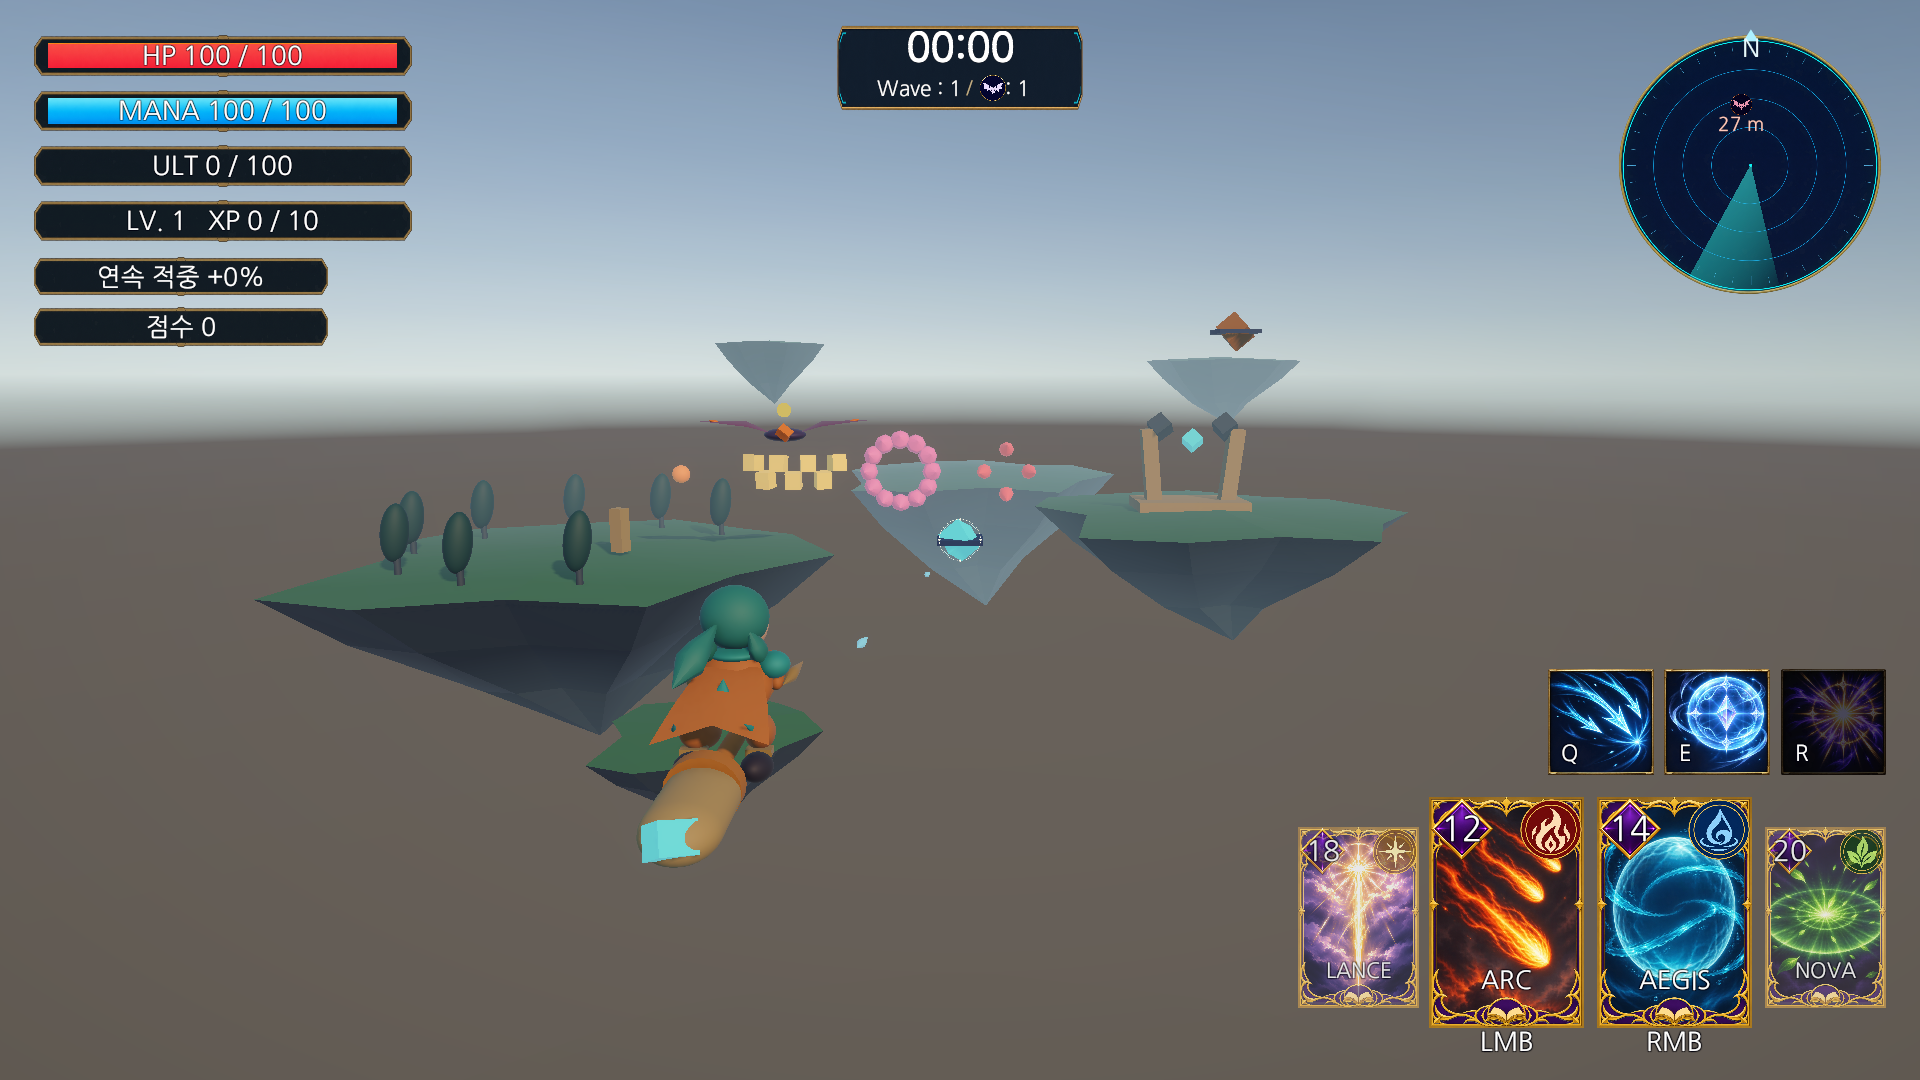 HP 100 / 100
MANA 100 / 100
ULT 0 / 100
LV. 1 XP 0 / 10
연속 적중 +0%
점수 0
00:00
Wave : 1 / : 1
N
27 m
Q
E
R
18
LANCE
12
ARC
LMB
14
AEGIS
RMB
20
NOVA